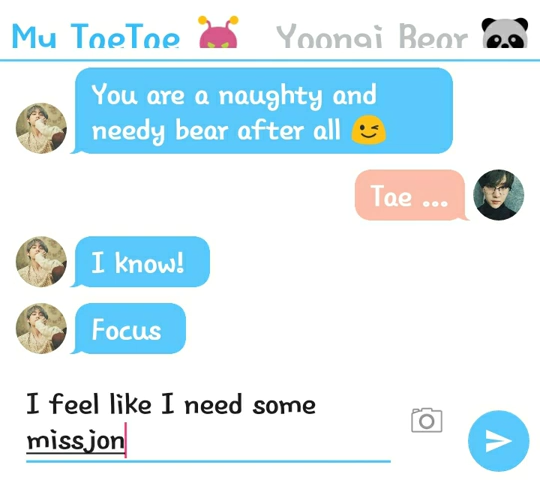 My TaeTae Yoongi Bear
You are a naughty and
needy bear after all
Tae ...
I know!
Focus
I feel like I need some
missjon